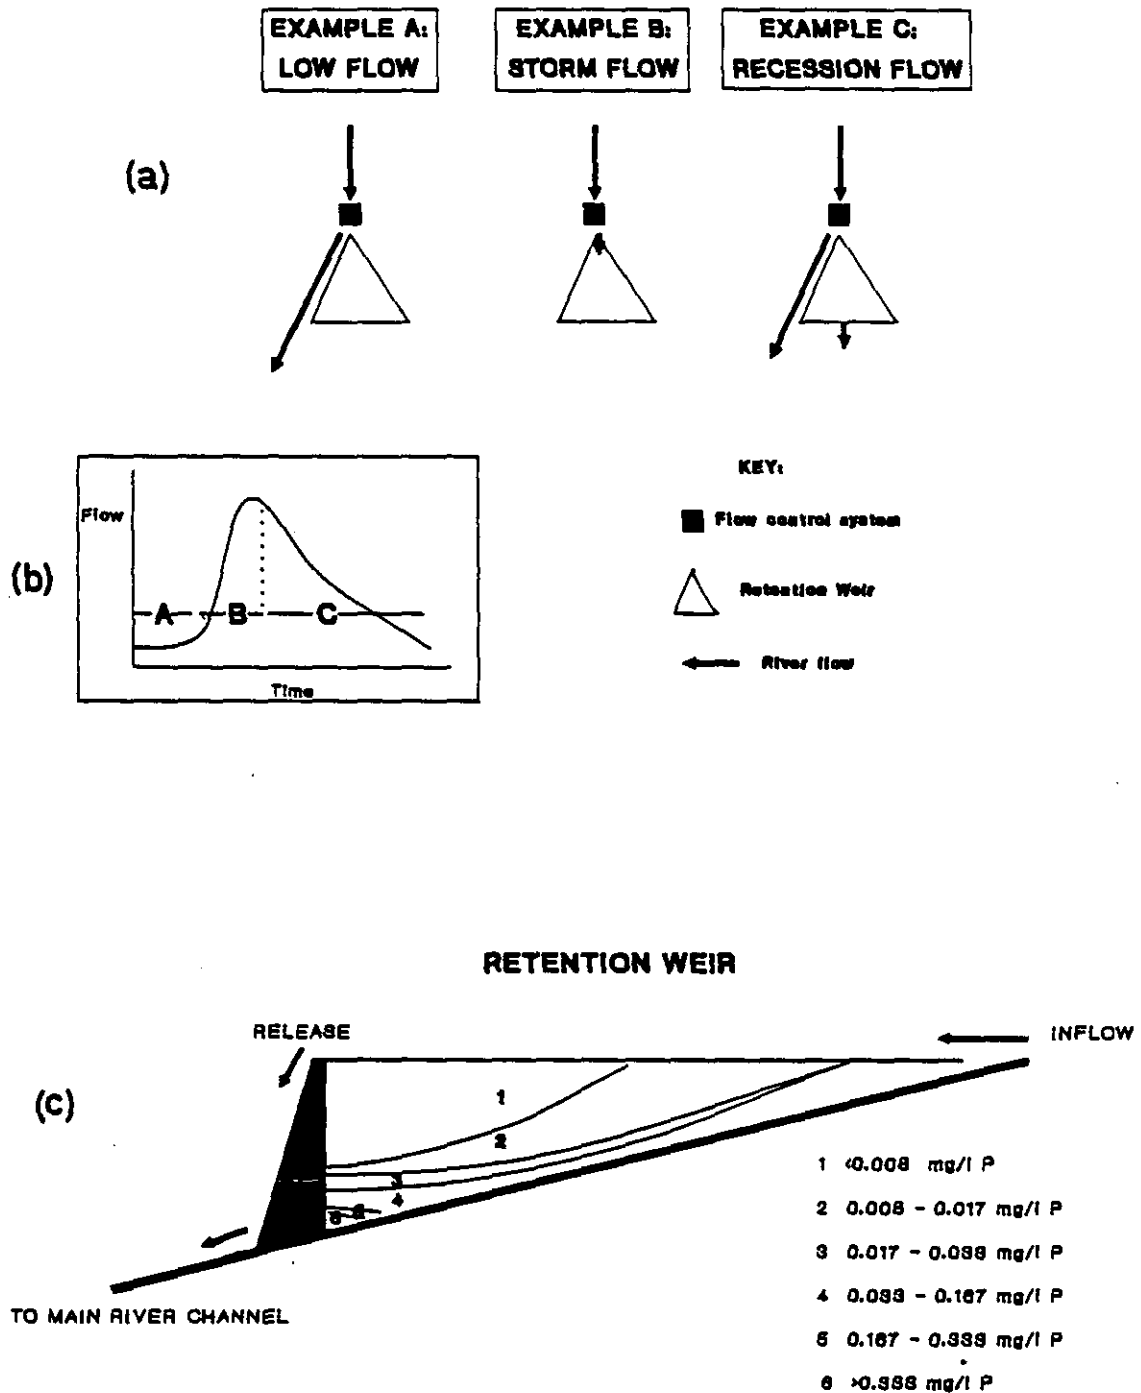 EXAMPLE A:
LOW FLOW
EXAMPLE B:
STORM FLOW
EXAMPLE C:
RECESSION FLOW
(a)
(b)
Flow
A
B
C
Time
KEY:
Flow control system
Retention Weir
River flow
RETENTION WEIR
RELEASE
INFLOW
(c)
1
2
3
4
5
6
TO MAIN RIVER CHANNEL
1 <0.008 mg/l P
2 0.008 - 0.017 mg/l P
3 0.017 - 0.033 mg/l P
4 0.033 - 0.167 mg/l P
5 0.167 - 0.333 mg/l P
6 >0.333 mg/l P